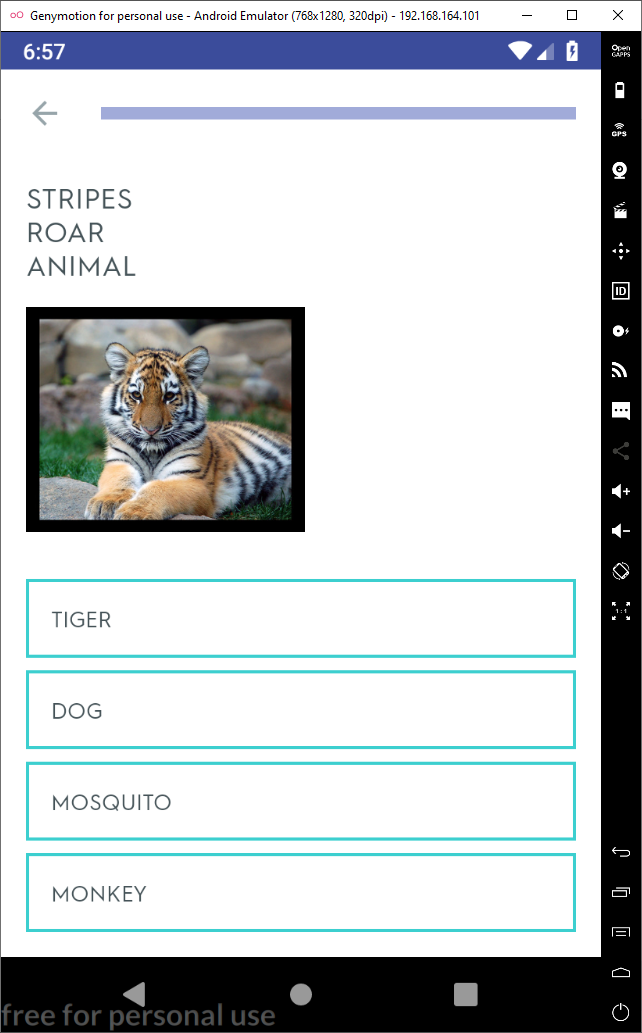 Genymotion for personal use - Android Emulator (768x1280, 320dpi) - 192.168.164.101
6:57
Open
GAPPS
GPS
STRIPES
ROAR
ANIMAL
ID
TIGER
DOG
MOSQUITO
MONKEY
1:1
free for personal use